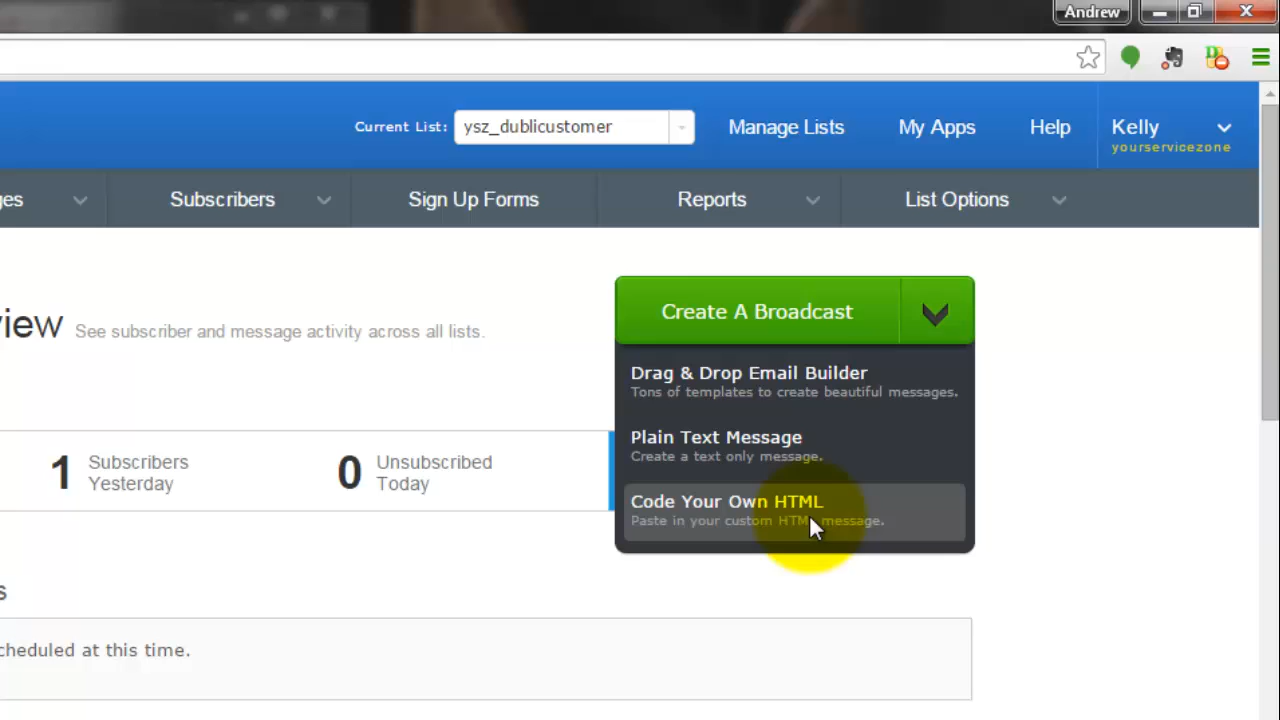 Andrew
Current List: ysz_dublicustomer Manage Lists My Apps Help Kelly
yourservicezone
ges Subscribers Sign Up Forms Reports List Options
view See subscriber and message activity across all lists.
Create A Broadcast
Drag & Drop Email Builder
Tons of templates to create beautiful messages.
Plain Text Message
Create a text only message.
1 Subscribers Yesterday
0 Unsubscribed Today
Code Your Own HTML
Paste in your custom HTML message.
s
cheduled at this time.